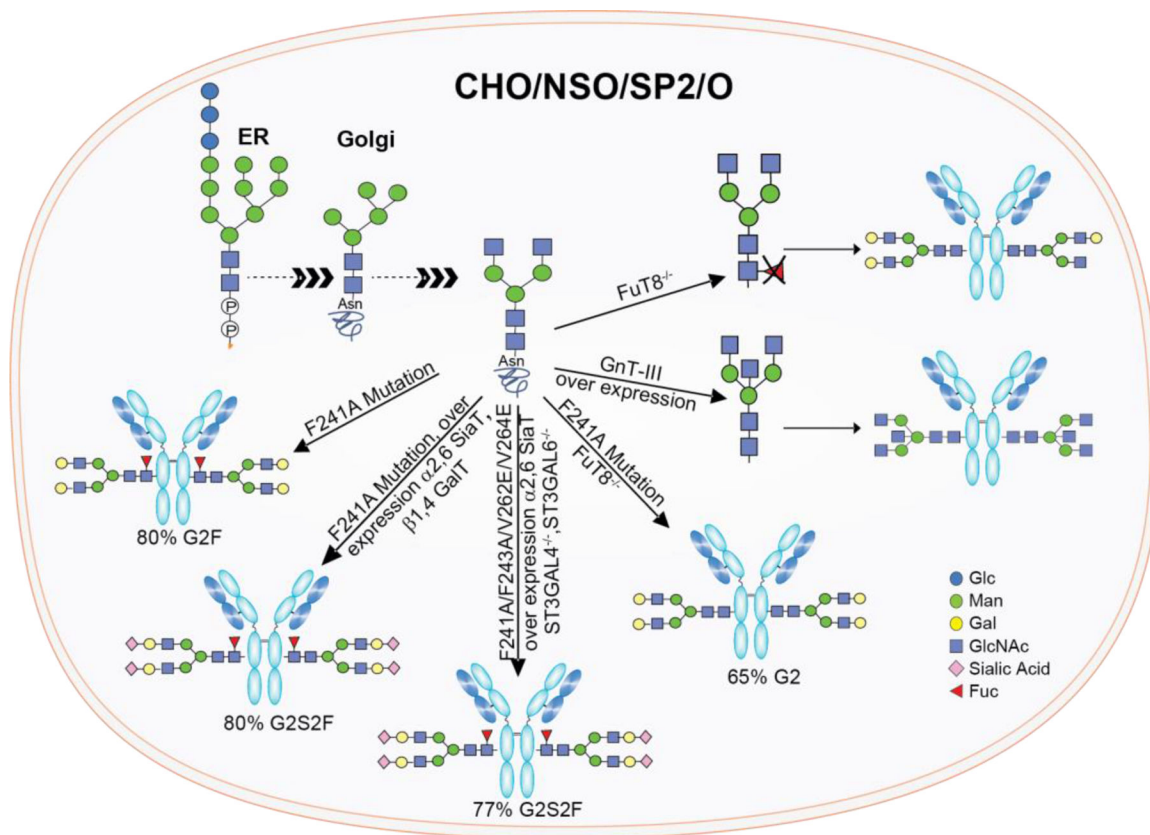 CHO/NSO/SP2/O
ER
Golgi
P
P
Asn
Asn
FuT8-/-
GnT-III
over expression
F241A Mutation
FuT8-/-
F241A/F243A/V262E/V264E
over expression α2,6 SiaT
ST3GAL4-/-,ST3GAL6-/-
F241A Mutation, over
expression α2,6 SiaT,
β1,4 GalT
F241A Mutation
80% G2F
80% G2S2F
77% G2S2F
65% G2
Glc
Man
Gal
GlcNAc
Sialic Acid
Fuc